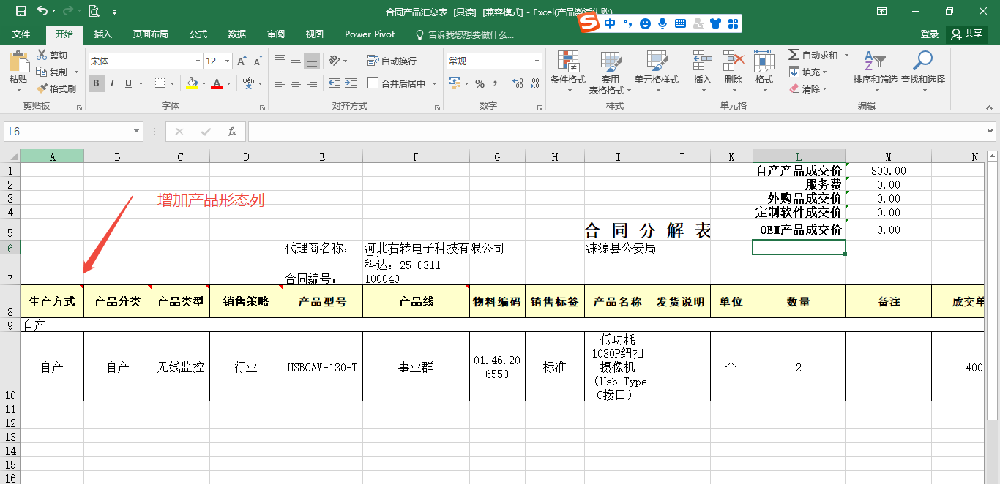 合同产品汇总表 [只读] [兼容模式] - Excel(产品激活失败)
中
文件 开始 插入 页面布局 公式 数据 审阅 视图 Power Pivot 告诉我您想要做什么... 登录 共享
粘贴 剪切 复制 格式刷
剪贴板
宋体 12
B I U A wén 变
字体
自动换行
合并后居中
对齐方式
常规
%
数字
条件格式 套用表格格式 单元格样式
样式
插入 删除 格式
单元格
自动求和 填充 清除 排序和筛选 查找和选择
编辑
L6 fx
A B C D E F G H I J K L M N
1 自产产品成交价 800.00
2 服务费 0.00
3 外购品成交价 0.00
增加产品形态列
4 定制软件成交价 0.00
5 合同分解表 OEM产品成交价 0.00
6 代理商名称： 河北右转电子科技有限公司 涞源县公安局
科达：25-0311-
7 合同编号： 100040
8 生产方式 产品分类 产品类型 销售策略 产品型号 产品线 物料编码 销售标签 产品名称 发货说明 单位 数量 备注 成交单
9 自产
10 自产 自产 无线监控 行业 USBCAM-130-T 事业群 01.46.206550 标准 低功耗1080P纽扣摄像机（Usb Type C接口） 个 2 400
11
12
13
14
15
16